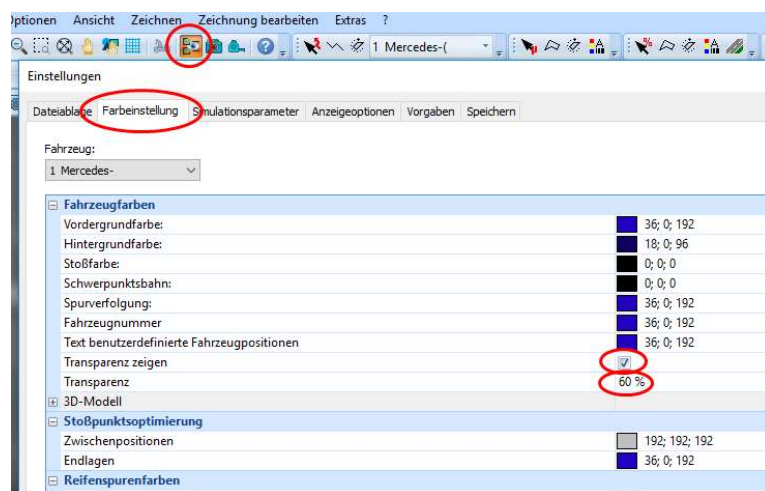 Optionen Ansicht Zeichnen Zeichnung bearbeiten Extras ?
1 Mercedes-(
Einstellungen
Dateiablage Farbeinstellung Simulationsparameter Anzeigeoptionen Vorgaben Speichern
Fahrzeug:
1 Mercedes-
Fahrzeugfarben
Vordergrundfarbe: 36; 0; 192
Hintergrundfarbe: 18; 0; 96
Stoßfarbe: 0; 0; 0
Schwerpunktsbahn: 0; 0; 0
Spurverfolgung: 36; 0; 192
Fahrzeugnummer 36; 0; 192
Text benutzerdefinierte Fahrzeugpositionen 36; 0; 192
Transparenz zeigen
Transparenz 60 %
3D-Modell
Stoßpunktsoptimierung
Zwischenpositionen 192; 192; 192
Endlagen 36; 0; 192
Reifenspurenfarben